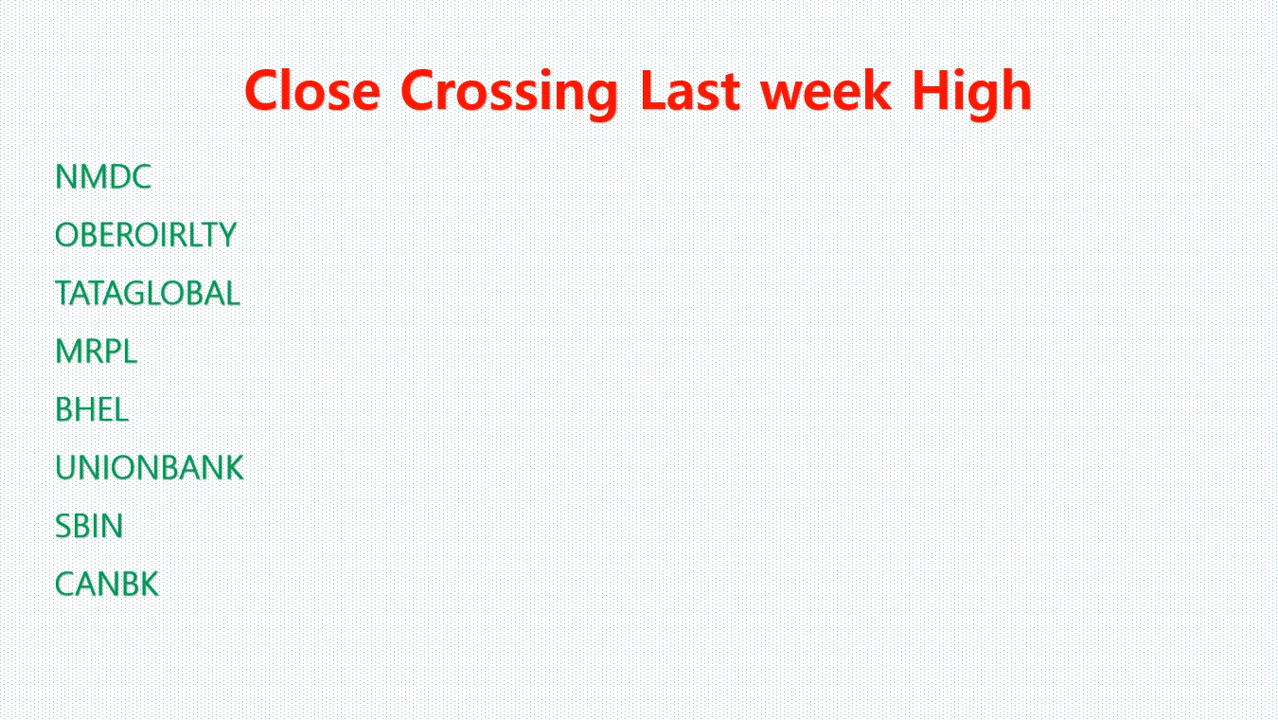 Close Crossing Last week High
NMDC
OBEROIRLTY
TATAGLOBAL
MRPL
BHEL
UNIONBANK
SBIN
CANBK